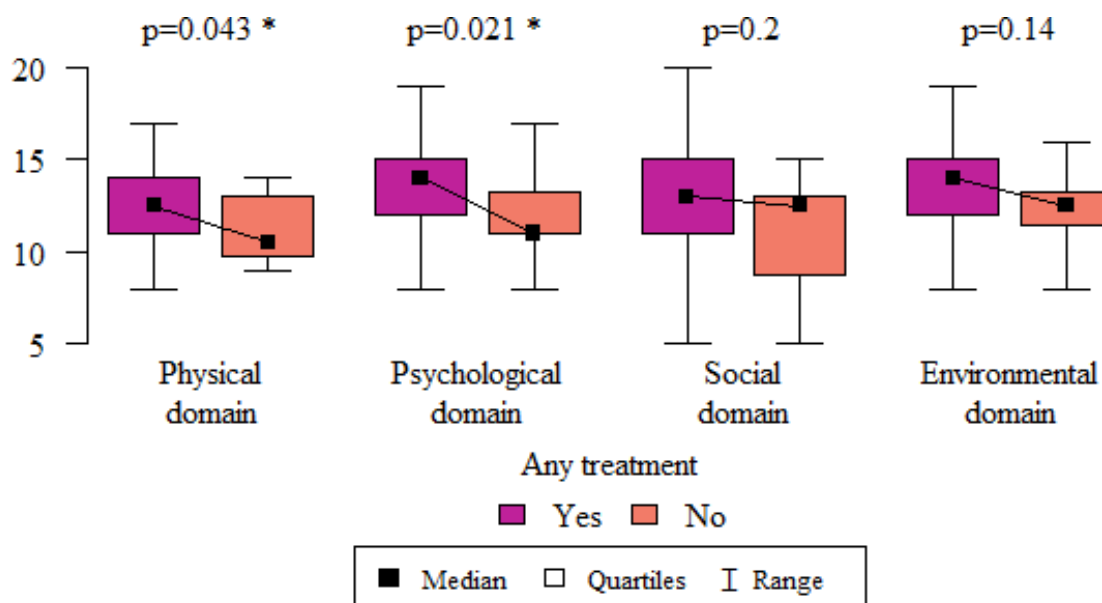 p=0.043 * p=0.021 * p=0.2 p=0.14
20
15
10
5
Physical domain
Psychological domain
Social domain
Environmental domain
Any treatment
Yes No
Median Quartiles Range